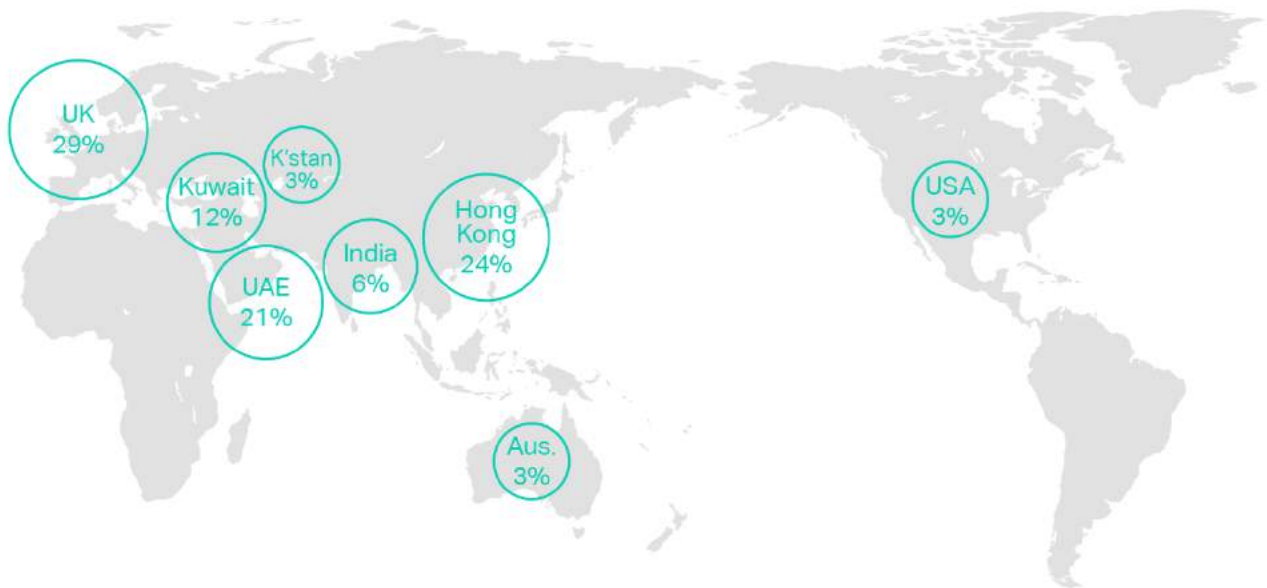 UK
29%
K'stan
3%
Kuwait
12%
USA
3%
Hong
Kong
24%
India
6%
UAE
21%
Aus.
3%